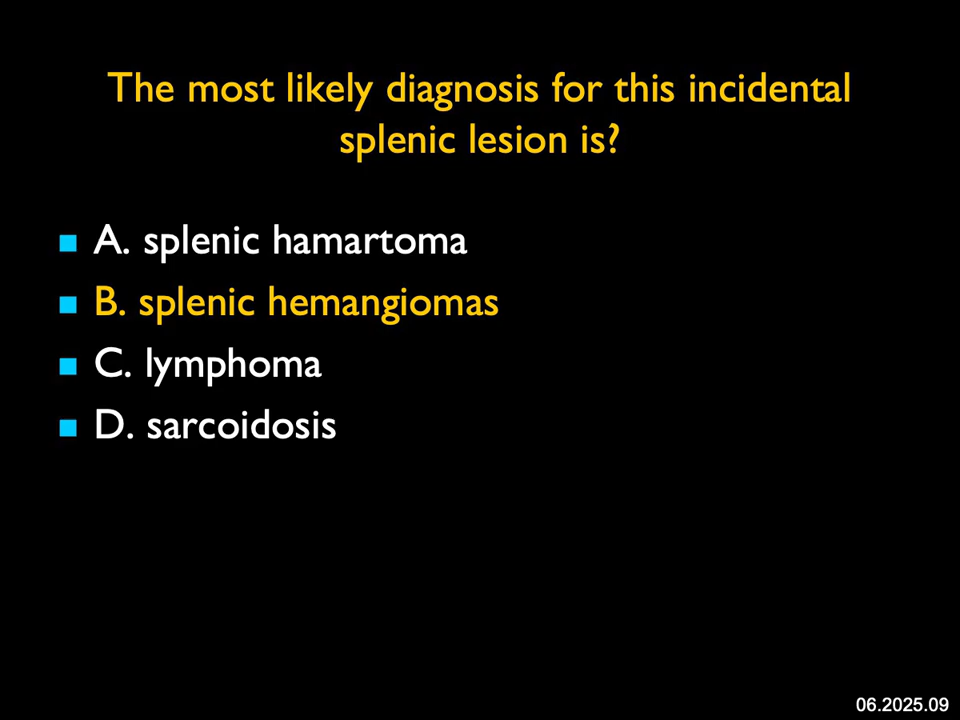 The most likely diagnosis for this incidental
splenic lesion is?
A. splenic hamartoma
B. splenic hemangiomas
C. lymphoma
D. sarcoidosis
06.2025.09